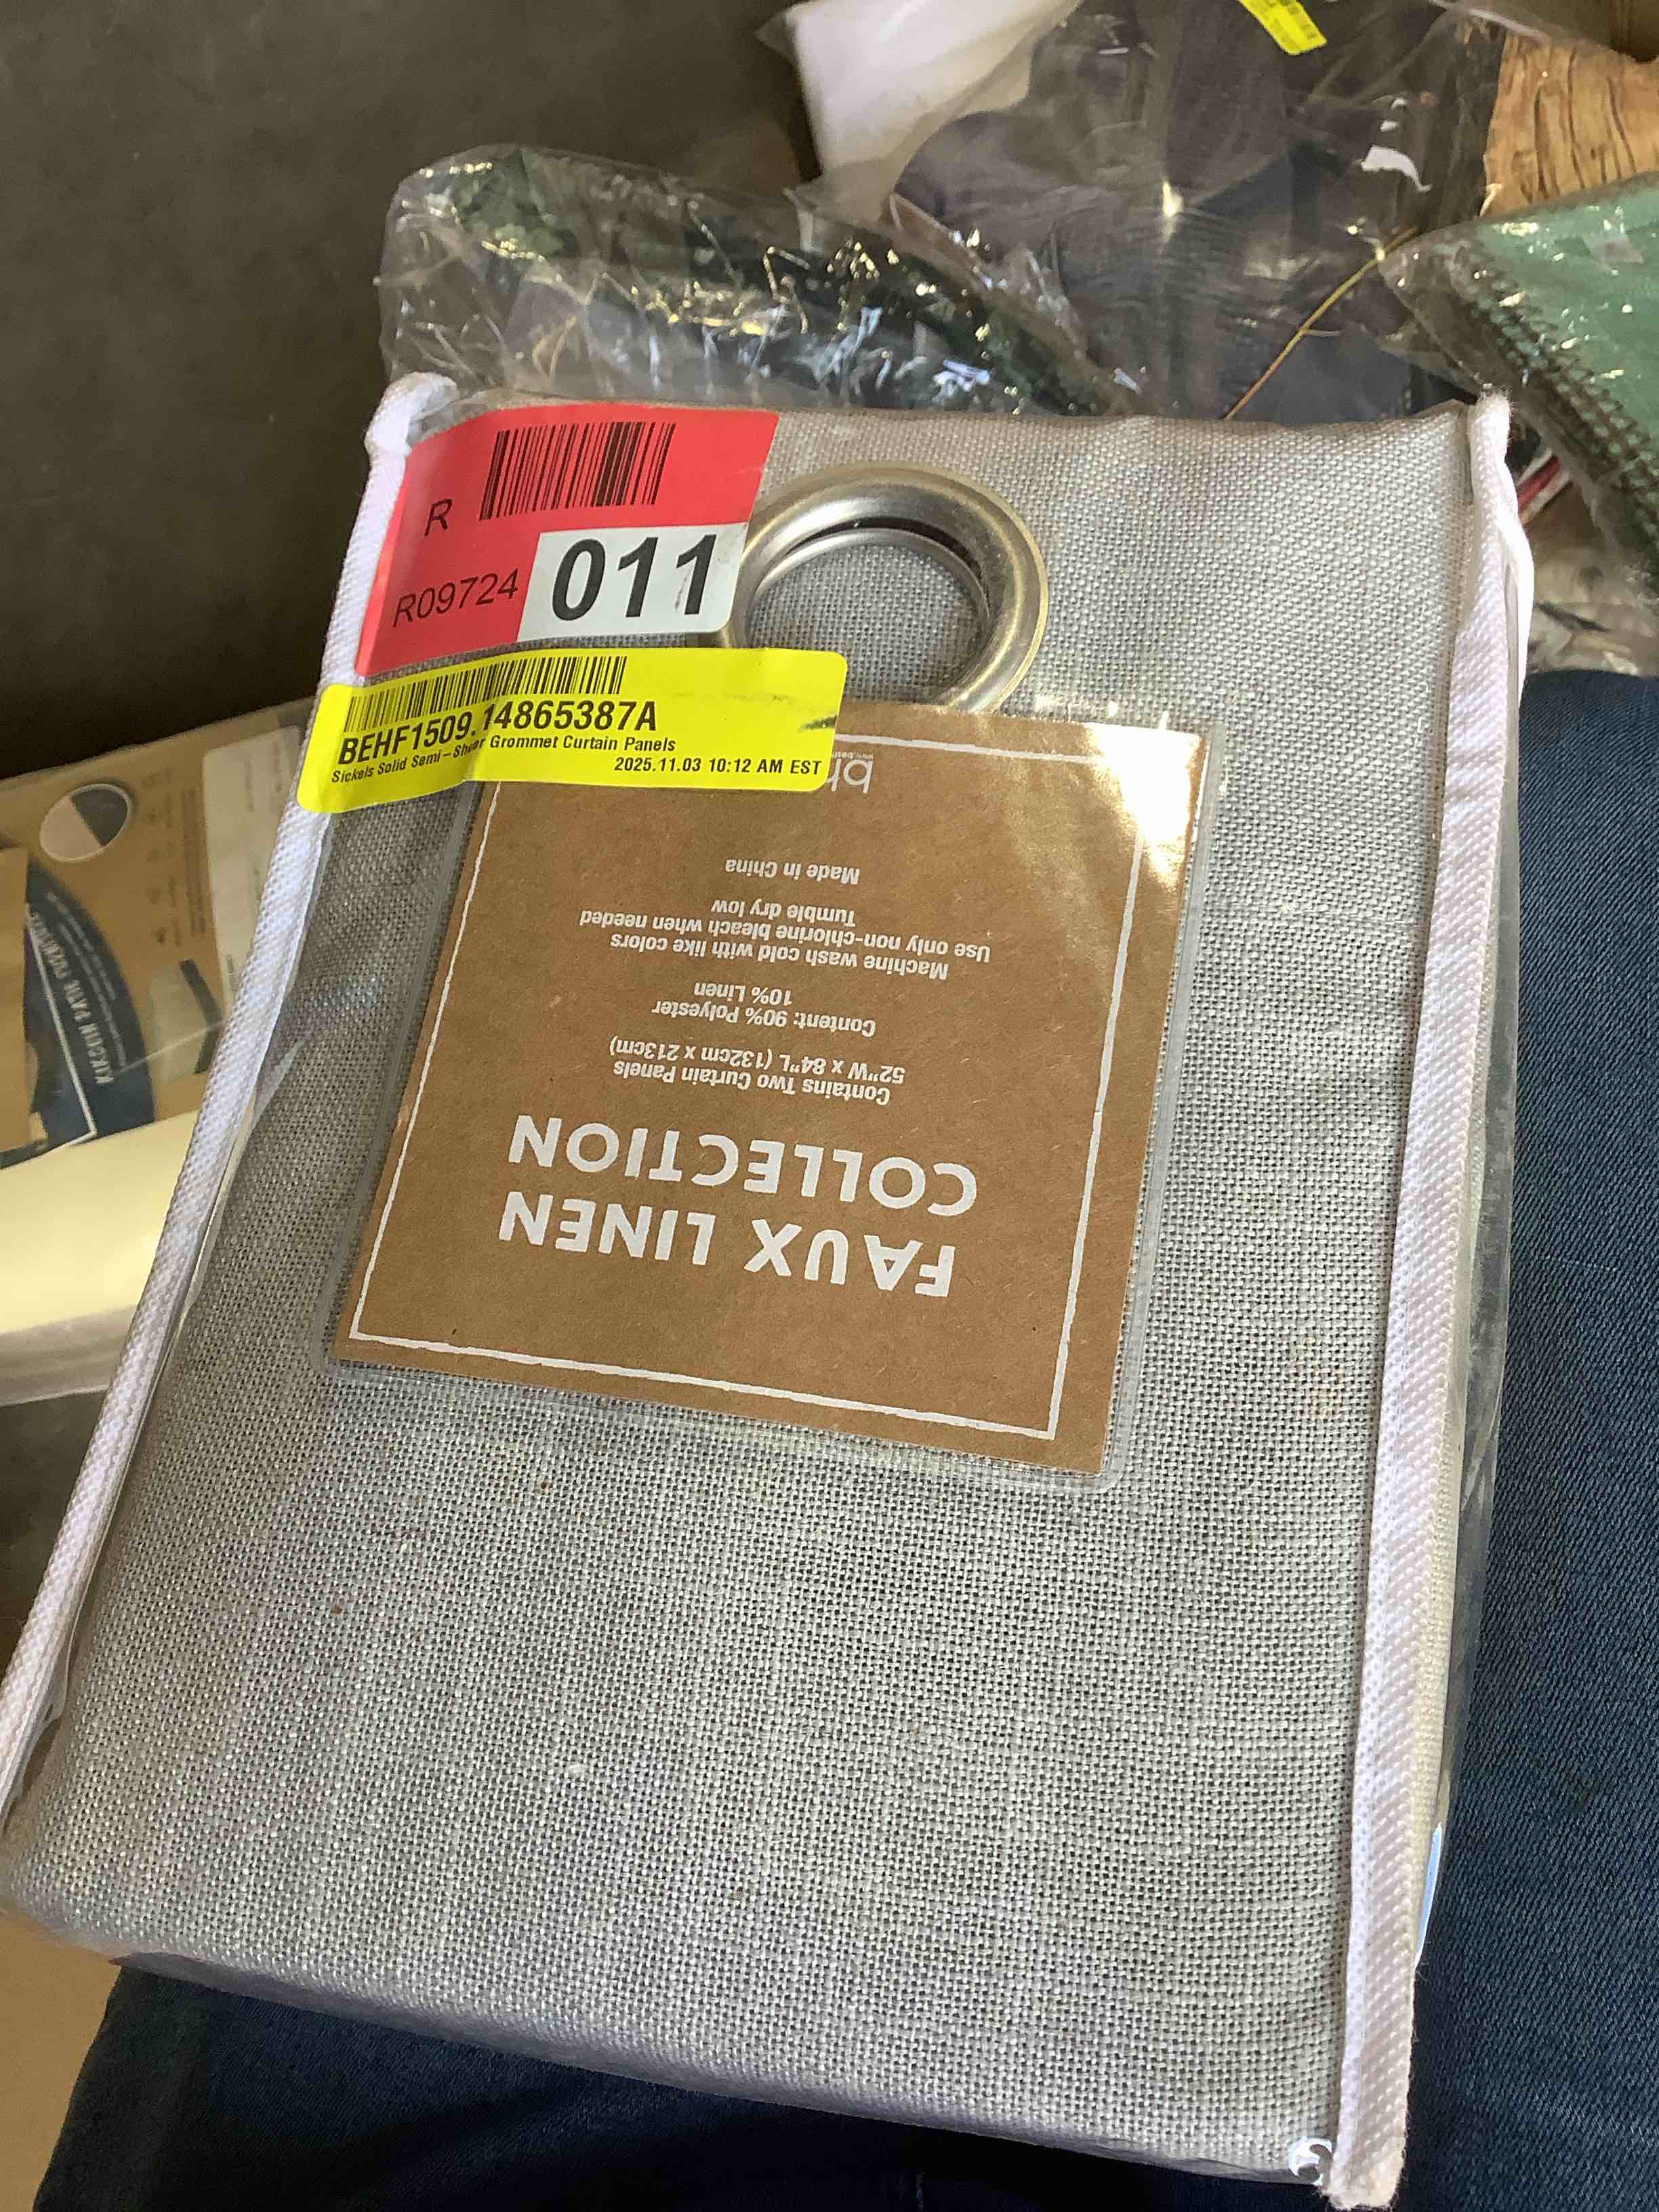 R
R09724
011
BEHF1509.14865387A
Sickels Solid Semi-Sheer Grommet Curtain Panels
2025.11.03 10:12 AM EST
FAUX LINEN
COLLECTION
Contains Two Curtain Panels
52"W x 84"L (132cm x 213cm)
Content: 90% Polyester
10% Linen
Machine wash cold with like colors
Use only non-chlorine bleach when needed
Tumble dry low
Made in China